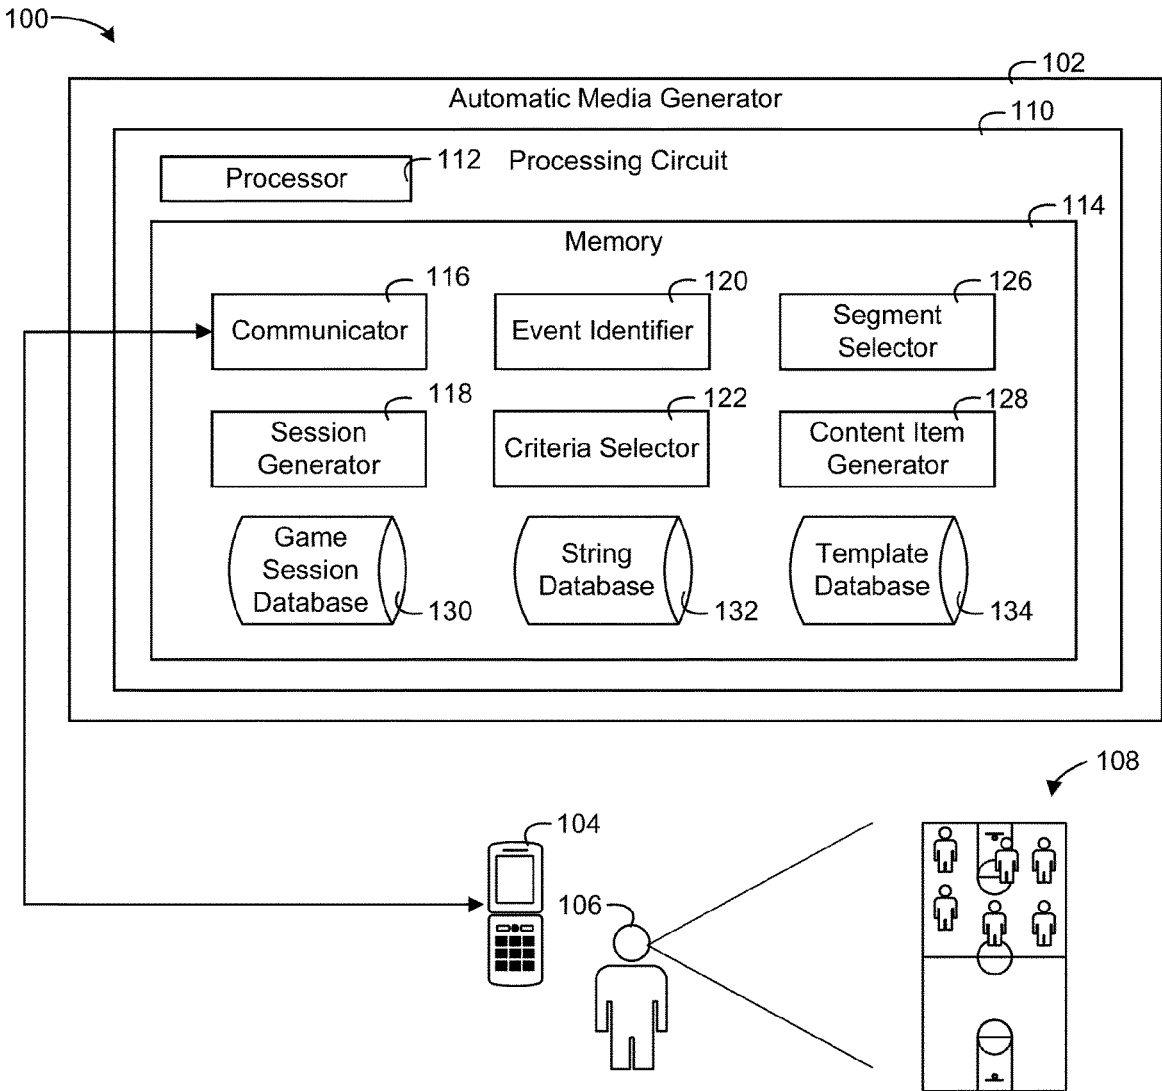 100
102
Automatic Media Generator
110
112
Processing Circuit
Processor
114
Memory
116
120
126
Communicator
Event Identifier
Segment
Selector
118
122
128
Session
Generator
Criteria Selector
Content Item
Generator
Game
Session
Database
130
String
Database
132
Template
Database
134
108
104
106